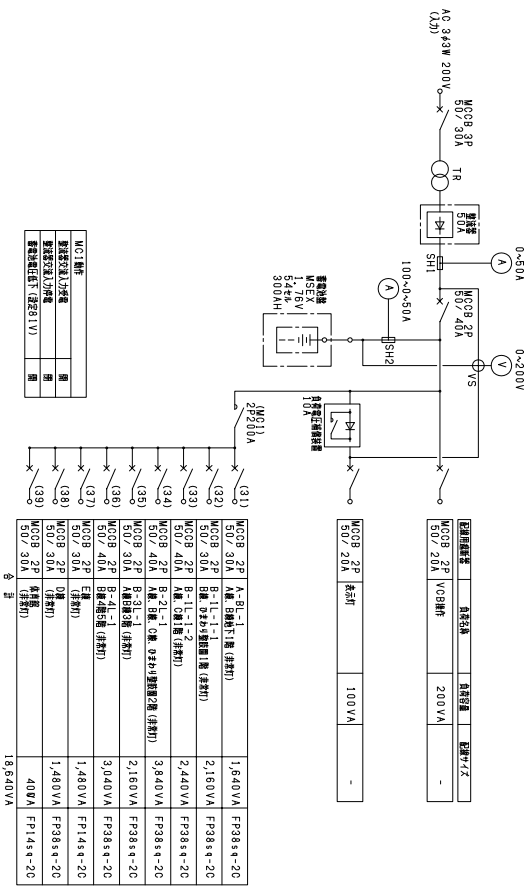 AC 3φ3W 200V
(入力)
MCCB 3P
50/ 30A
TR
整流器
50A
0~50A
A
SH1
MCCB 2P
50/ 40A
0~200V
V
VS
100~0~50A
A
SH2
蓄電池盤
MSEX
1.76V
54セル
300AH
負荷電圧補償装置
10A
(MC1)
2P200A
MC1動作
整流器交流入力受電 開
整流器交流入力停電 閉
蓄電池電圧低下(設定81V) 開
配線用遮断器 負荷名称 負荷容量 配線サイズ
MCCB 2P
50/ 20A
VCB操作 200VA -
MCCB 2P
50/ 20A
表示灯 100VA -
(31) MCCB 2P
50/ 30A
A-BL-1
A棟、B棟地下1階(非常灯)
1,640VA FP38sq-2C
(32) MCCB 2P
50/ 30A
B-1L-1-1
B棟、ひまわり整肢園1階(非常灯)
2,160VA FP38sq-2C
(33) MCCB 2P
50/ 40A
B-1L-1-2
A棟、C棟1階(非常灯)
2,440VA FP38sq-2C
(34) MCCB 2P
50/ 40A
B-2L-1
A棟、B棟、C棟、ひまわり整肢園2階(非常灯)
3,840VA FP38sq-2C
(35) MCCB 2P
50/ 30A
B-3L-1
A棟B棟3階(非常灯)
2,160VA FP38sq-2C
(36) MCCB 2P
50/ 40A
B-4L-1
B棟4階5階(非常灯)
3,040VA FP38sq-2C
(37) MCCB 2P
50/ 30A
E棟
(非常灯)
1,480VA FP14sq-2C
(38) MCCB 2P
50/ 30A
D棟
(非常灯)
1,480VA FP38sq-2C
(39) MCCB 2P
50/ 30A
体育館
(非常灯)
FP14sq-2C
合 計 18,640VA